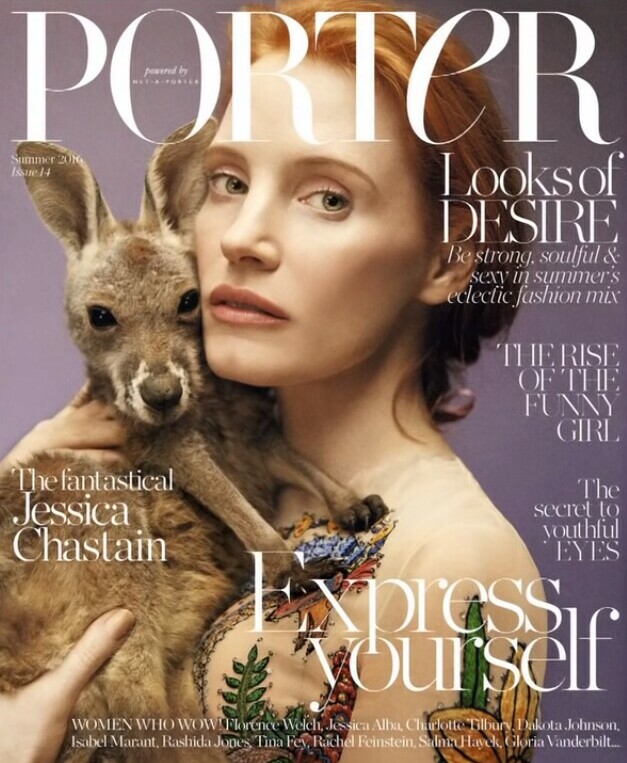 PORTER
powered by
NET-A-PORTER
Summer 2016
Issue 14
Looks of
DESIRE
Be strong, soulful &
sexy in summer's
eclectic fashion mix
THE RISE
OF THE
FUNNY
GIRL
The fantastical
Jessica
Chastain
The
secret to
youthful
EYES
Express
yourself
WOMEN WHO WOW! Florence Welch, Jessica Alba, Charlotte Tilbury, Dakota Johnson,
Isabel Marant, Rashida Jones, Tina Fey, Rachel Feinstein, Salma Hayek, Gloria Vanderbilt...